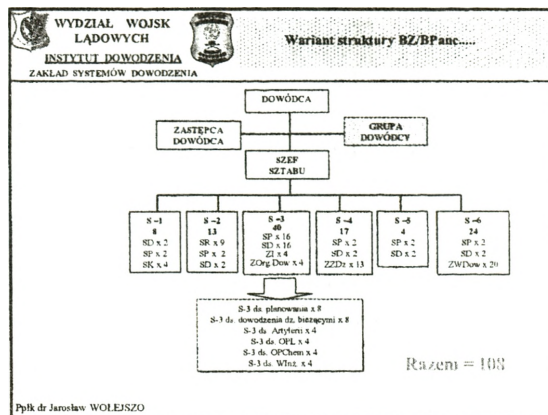 WYDZIAŁ WOJSK
LĄDOWYCH
INSTYTUT DOWODZENIA
ZAKŁAD SYSTEMÓW DOWODZENIA
Wariant struktury BZ/BPanc.....
DOWÓDCA
ZASTĘPCA
DOWÓDCA
GRUPA
DOWÓDCY
SZEF
SZTABU
S -1
8
SD x 2
SP x 2
SK x 4
S -2
13
SR x 9
SP x 2
SD x 2
S -3
40
SP x 16
SD x 16
ZI x 4
ZOrg.Dow x 4
S -4
17
SP x 2
SD x 2
ZZDz x 13
S -5
4
SP x 2
SD x 2
S -6
24
SP x 2
SD x 2
ZWDow x 20
S-3 ds. planowania x 8
S-3 ds. dowodzenia dz, bieżącymi x 8
S-3 ds. Artylerii x 4
S-3 ds. OPL x 4
S-3 ds. OPChem x 4
S-3 ds. WInż. x 4
Razem = 108
Ppłk dr Jarosław WOŁEJSZO